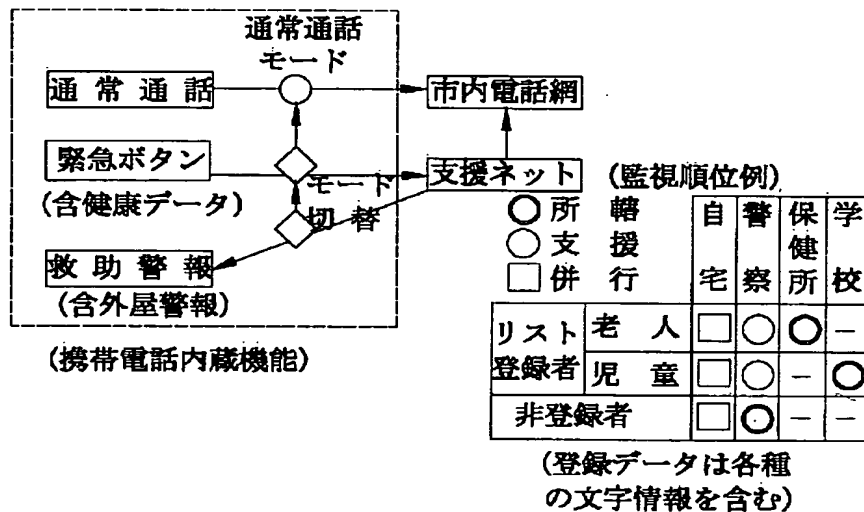 通常通話
モード
通常通話
市内電話網
緊急ボタン
(含健康データ)
モード
切替
支援ネット
救助警報
(含外屋警報)
(携帯電話内蔵機能)
(監視順位例)
◎所轄
○支援
□併行
自宅 警察 保健所 学校
リスト登録者 老人 □ ○ ◎ −
児童 □ ○ − ◎
非登録者 □ ◎ − −
(登録データは各種
の文字情報を含む)